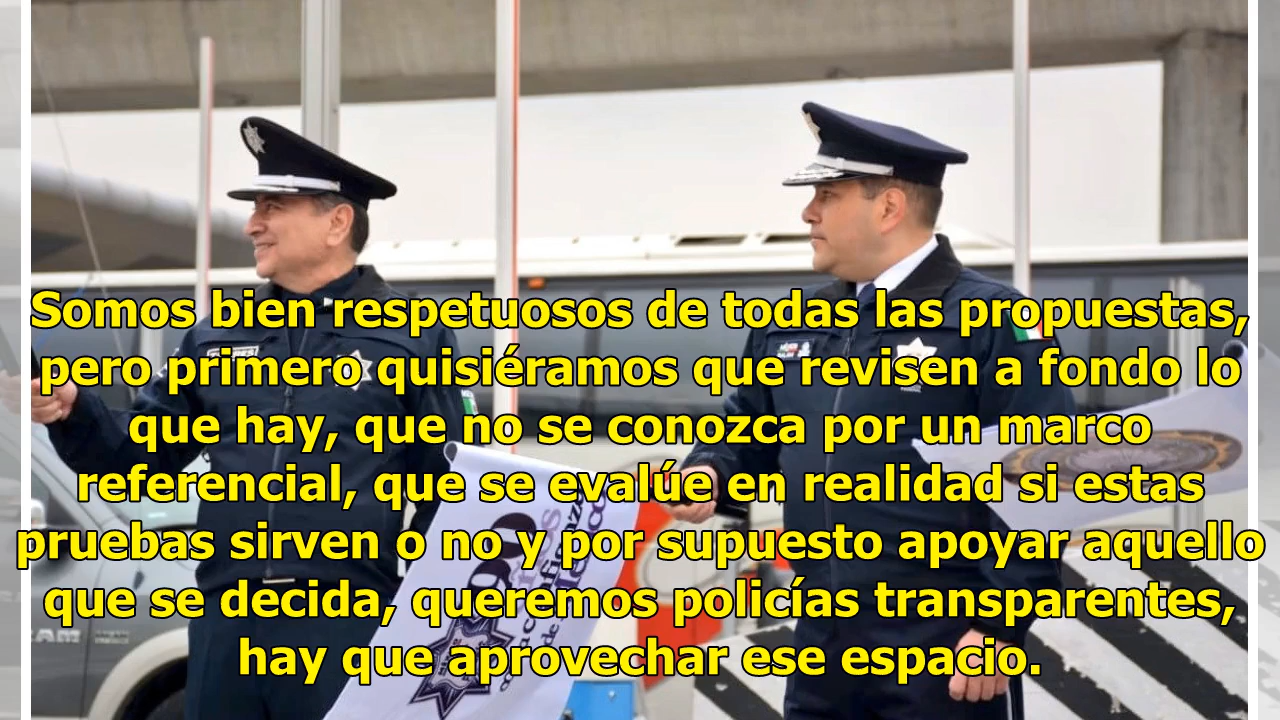 Somos bien respetuosos de todas las propuestas,
pero primero quisiéramos que revisen a fondo lo
que hay, que no se conozca por un marco
referencial, que se evalúe en realidad si estas
pruebas sirven o no y por supuesto apoyar aquello
que se decida, queremos policías transparentes,
hay que aprovechar ese espacio.